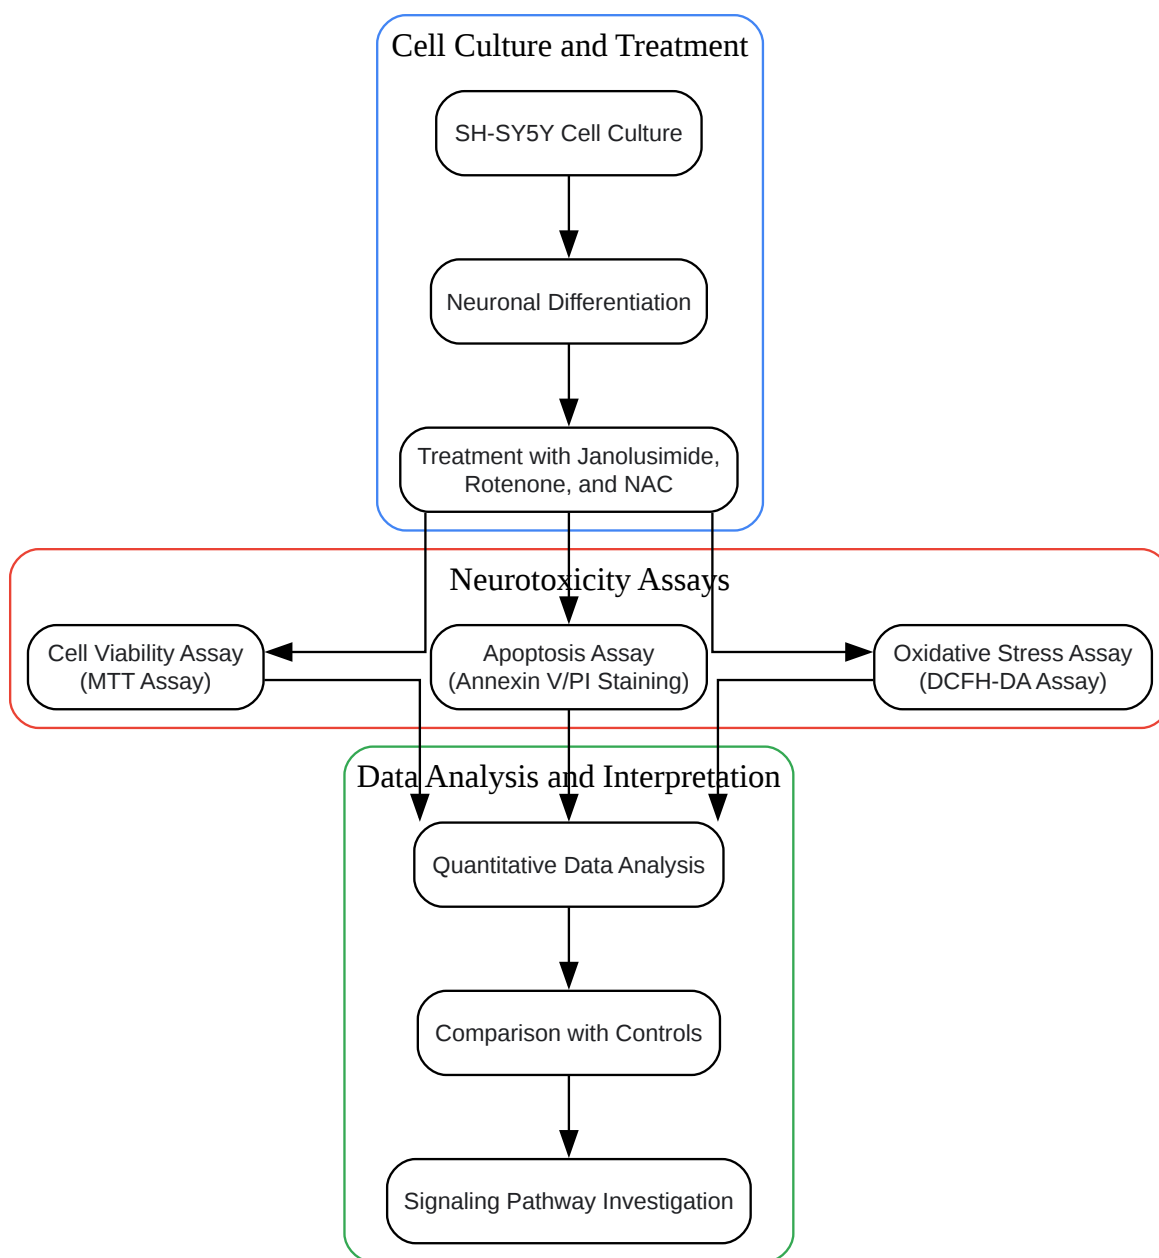 Cell Culture and Treatment
SH-SY5Y Cell Culture
Neuronal Differentiation
Treatment with Janolusimide,
Rotenone, and NAC
Neurotoxicity Assays
Cell Viability Assay
(MTT Assay)
Apoptosis Assay
(Annexin V/PI Staining)
Oxidative Stress Assay
(DCFH-DA Assay)
Data Analysis and Interpretation
Quantitative Data Analysis
Comparison with Controls
Signaling Pathway Investigation